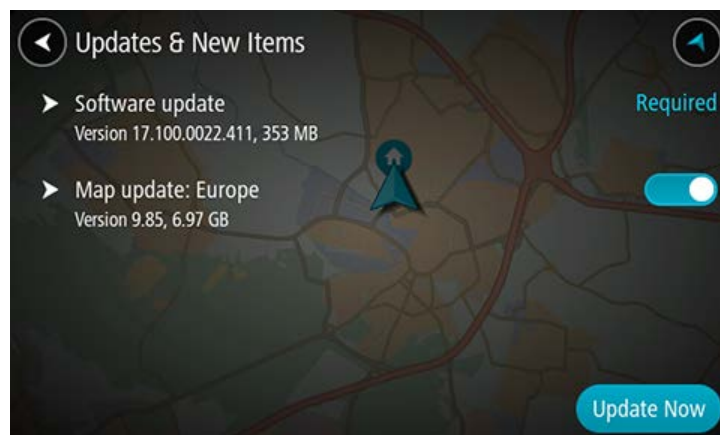 Updates & New Items
Software update
Required
Version 17.100.0022.411, 353 MB
Map update: Europe
Version 9.85, 6.97 GB
Update Now